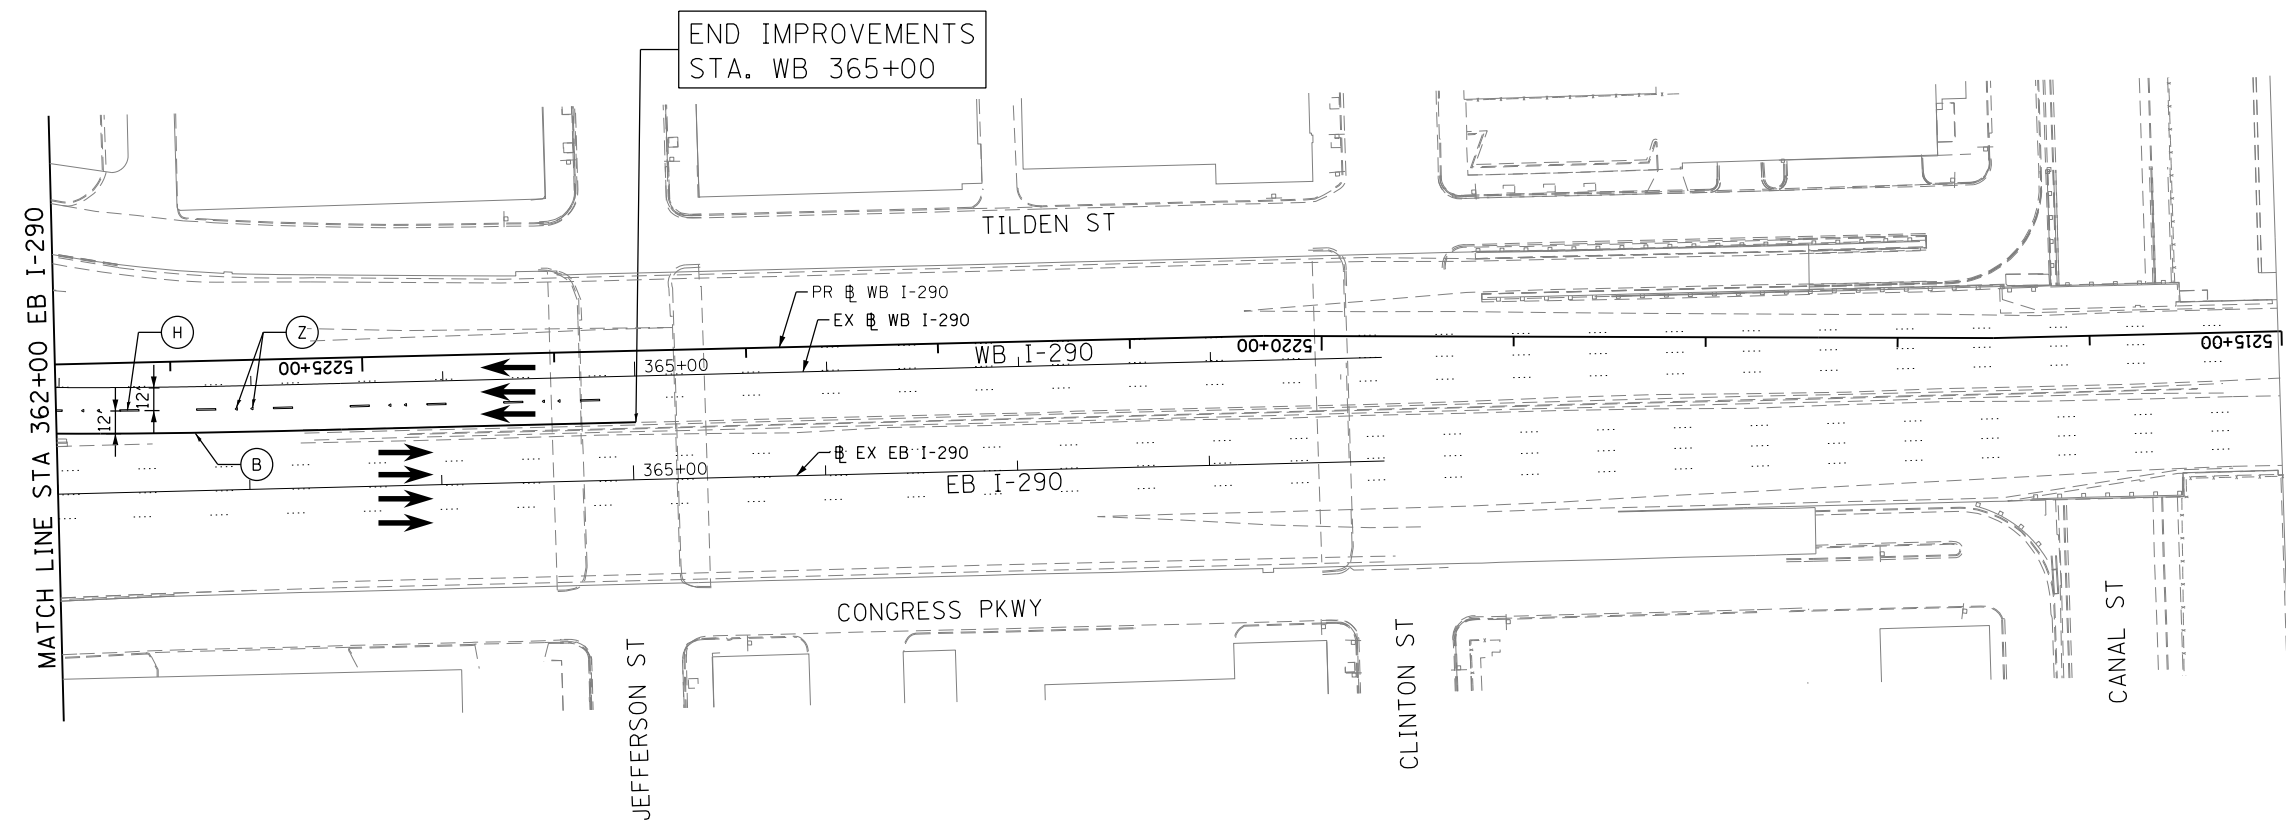 END IMPROVEMENTS
STA. WB 365+00
TILDEN ST
PR ⅊ WB I-290
EX ⅊ WB I-290
WB I-290
5220+00
5215+00
5225+00
365+00
H
Z
12'
12'
B
MATCH LINE STA 362+00 EB I-290
365+00
⅊ EX EB I-290
EB I-290
CONGRESS PKWY
JEFFERSON ST
CLINTON ST
CANAL ST